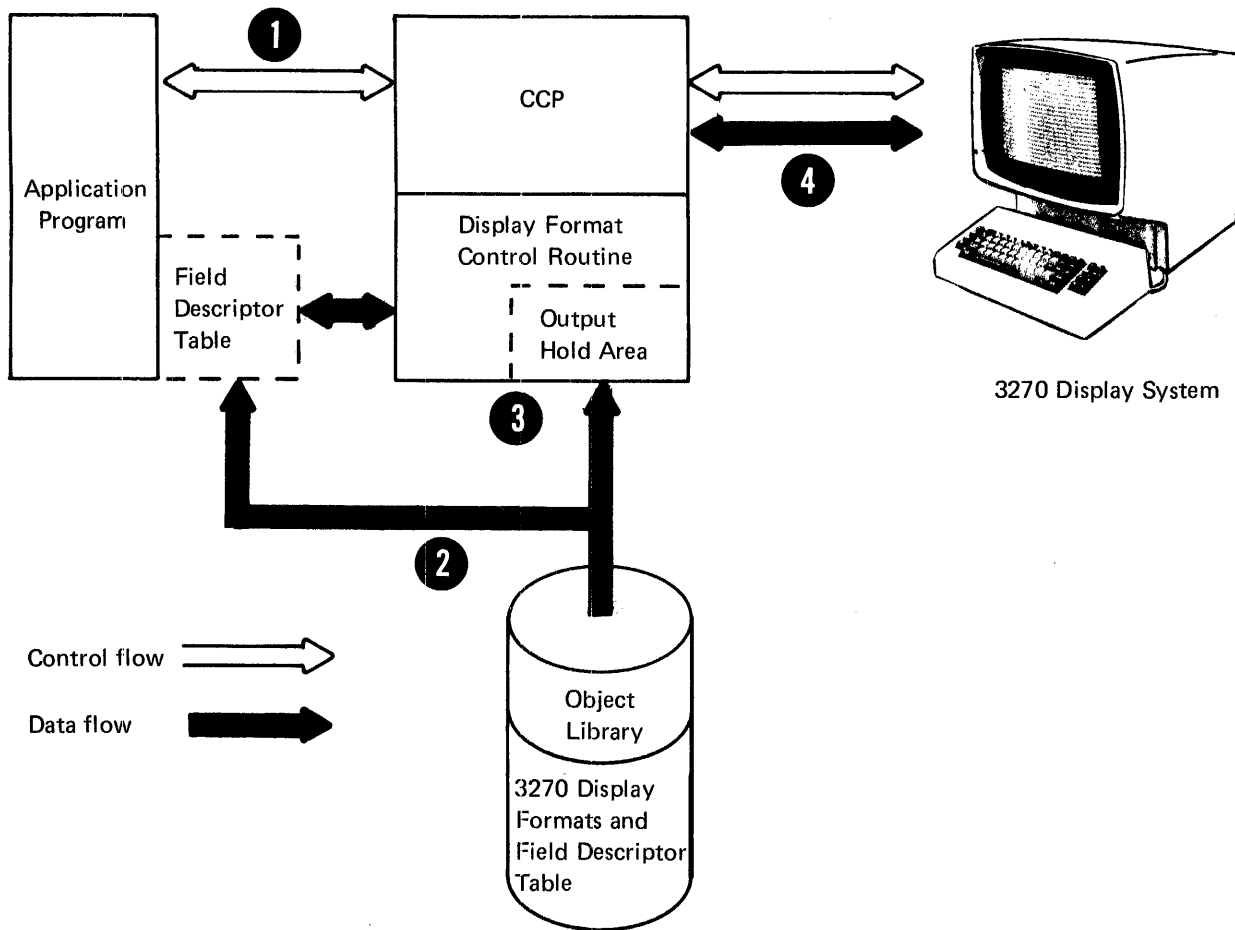 1
CCP
4
Application
Program
Display Format
Control Routine
Field
Descriptor
Table
Output
Hold Area
3270 Display System
3
2
Control flow
Data flow
Object
Library
3270 Display
Formats and
Field Descriptor
Table